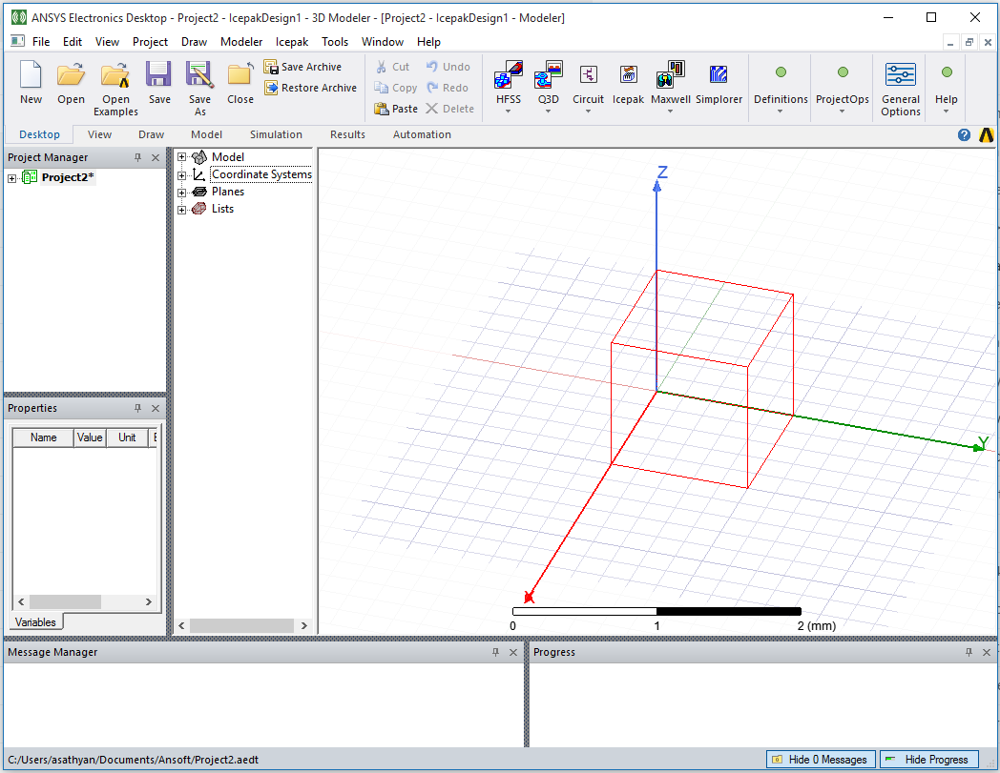 ANSYS Electronics Desktop - Project2 - IcepakDesign1 - 3D Modeler - [Project2 - IcepakDesign1 - Modeler]
File Edit View Project Draw Modeler Icepak Tools Window Help
New Open Open Examples Save Save As Close Save Archive Restore Archive Cut Copy Paste Undo Redo Delete HFSS Q3D Circuit Icepak Maxwell Simplorer Definitions ProjectOps General Options Help
Desktop View Draw Model Simulation Results Automation
Project Manager
Project2*
Model
Coordinate Systems
Planes
Lists
Z
Y
X
0 1 2 (mm)
Properties
Name Value Unit E
Variables
Message Manager
Progress
C:/Users/asathyan/Documents/Ansoft/Project2.aedt
Hide 0 Messages Hide Progress